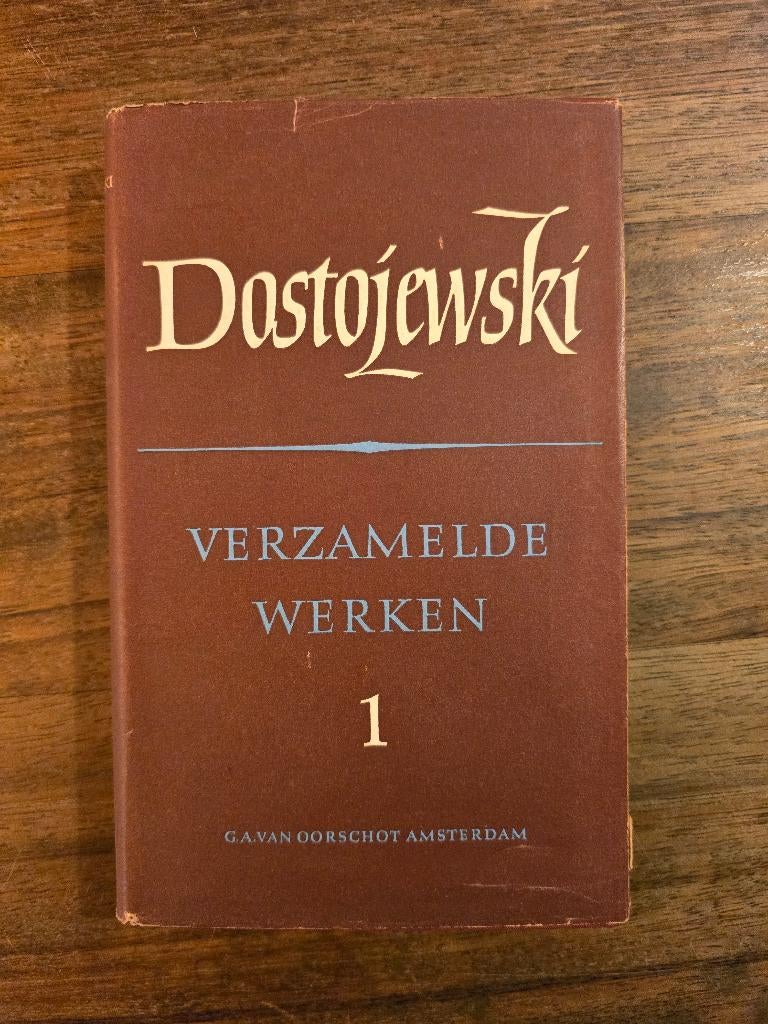 Dostojewski
VERZAMELDE
WERKEN
1
G.A.VAN OORSCHOT AMSTERDAM